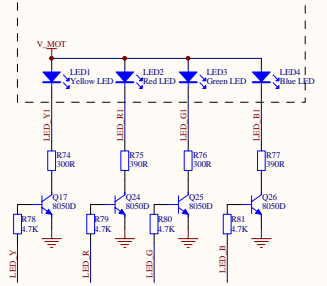 V_MOT
LED1
Yellow LED
LED2
Red LED
LED3
Green LED
LED4
Blue LED
LED_Y1
LED_R1
LED_G1
LED_B1
R74
300R
R75
390R
R76
300R
R77
390R
Q17
8050D
Q24
8050D
Q25
8050D
Q26
8050D
R78
4.7K
R79
4.7K
R80
4.7K
R81
4.7K
LED_Y
LED_R
LED_G
LED_B